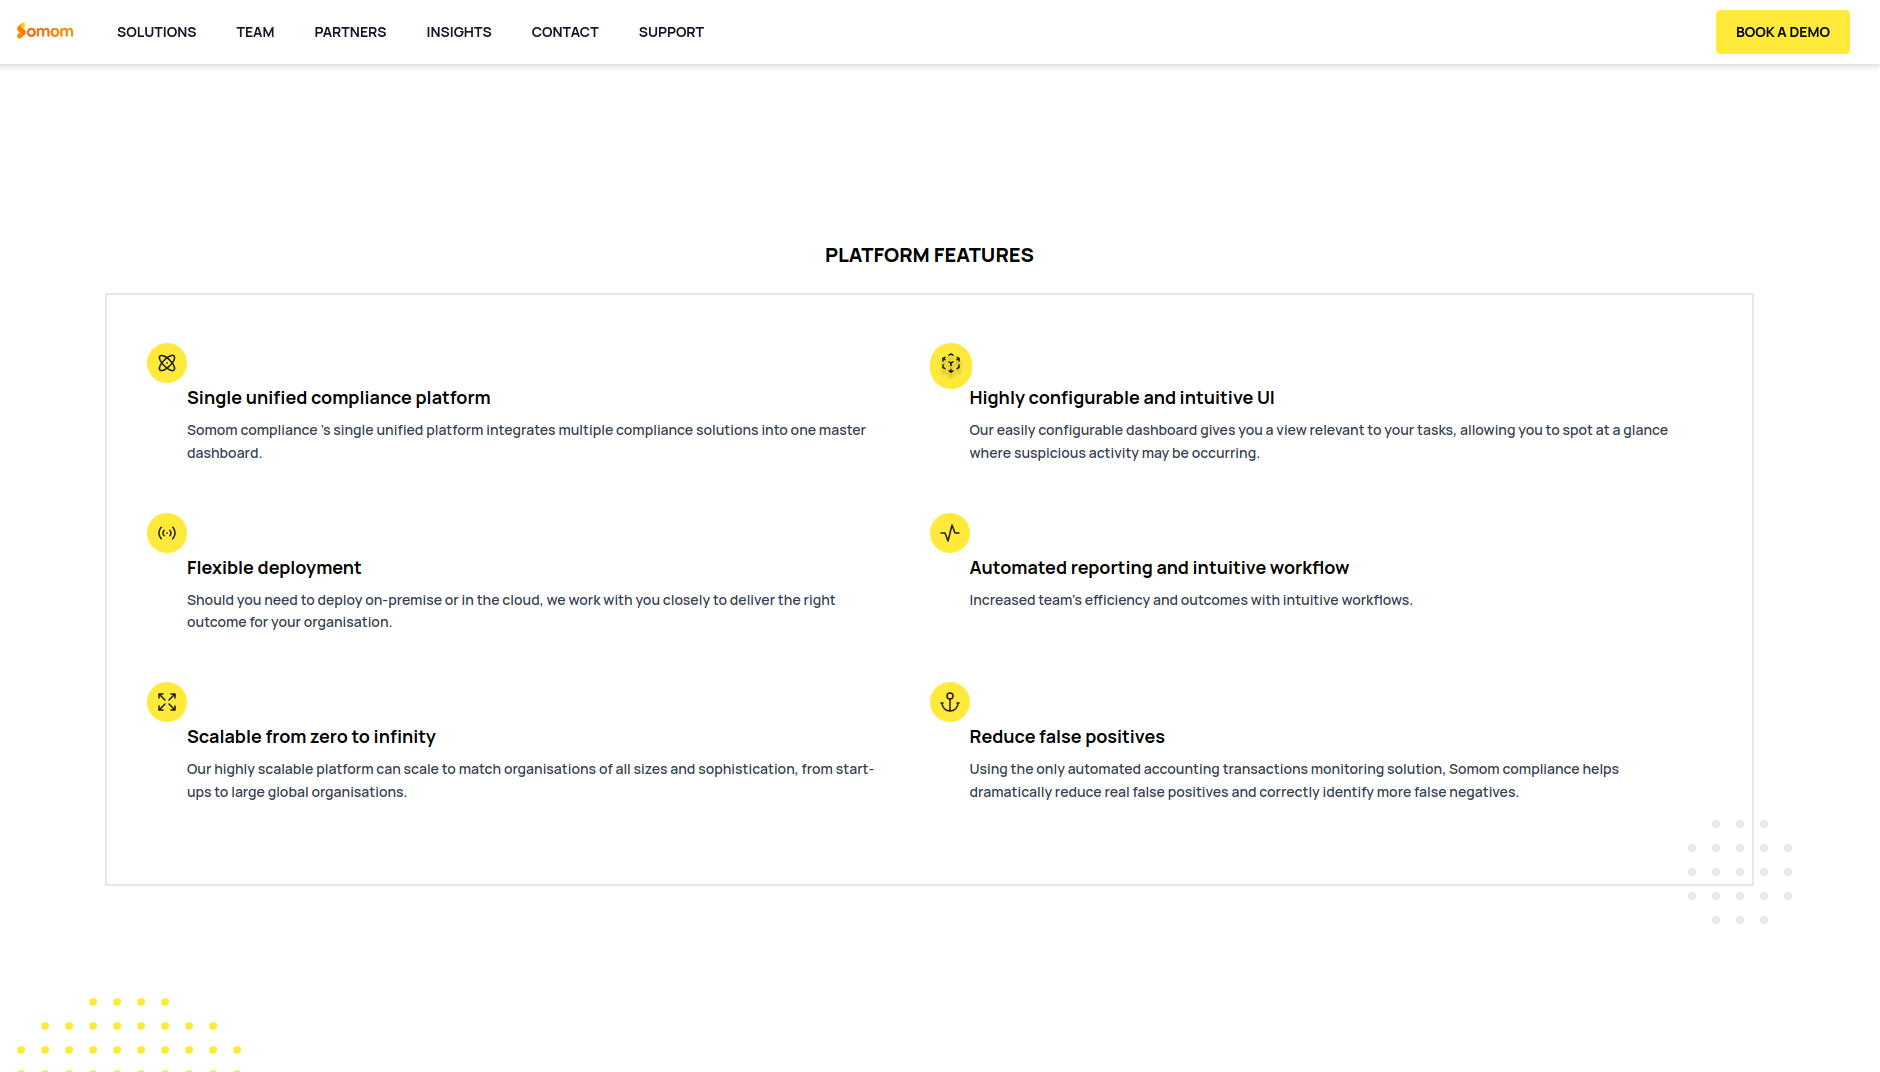 Somom
SOLUTIONS
TEAM
PARTNERS
INSIGHTS
CONTACT
SUPPORT
BOOK A DEMO
PLATFORM FEATURES
Single unified compliance platform
Somom compliance 's single unified platform integrates multiple compliance solutions into one master
dashboard.
Highly configurable and intuitive UI
Our easily configurable dashboard gives you a view relevant to your tasks, allowing you to spot at a glance
where suspicious activity may be occurring.
Flexible deployment
Should you need to deploy on-premise or in the cloud, we work with you closely to deliver the right
outcome for your organisation.
Automated reporting and intuitive workflow
Increased team's efficiency and outcomes with intuitive workflows.
Scalable from zero to infinity
Our highly scalable platform can scale to match organisations of all sizes and sophistication, from start-
ups to large global organisations.
Reduce false positives
Using the only automated accounting transactions monitoring solution, Somom compliance helps
dramatically reduce real false positives and correctly identify more false negatives.